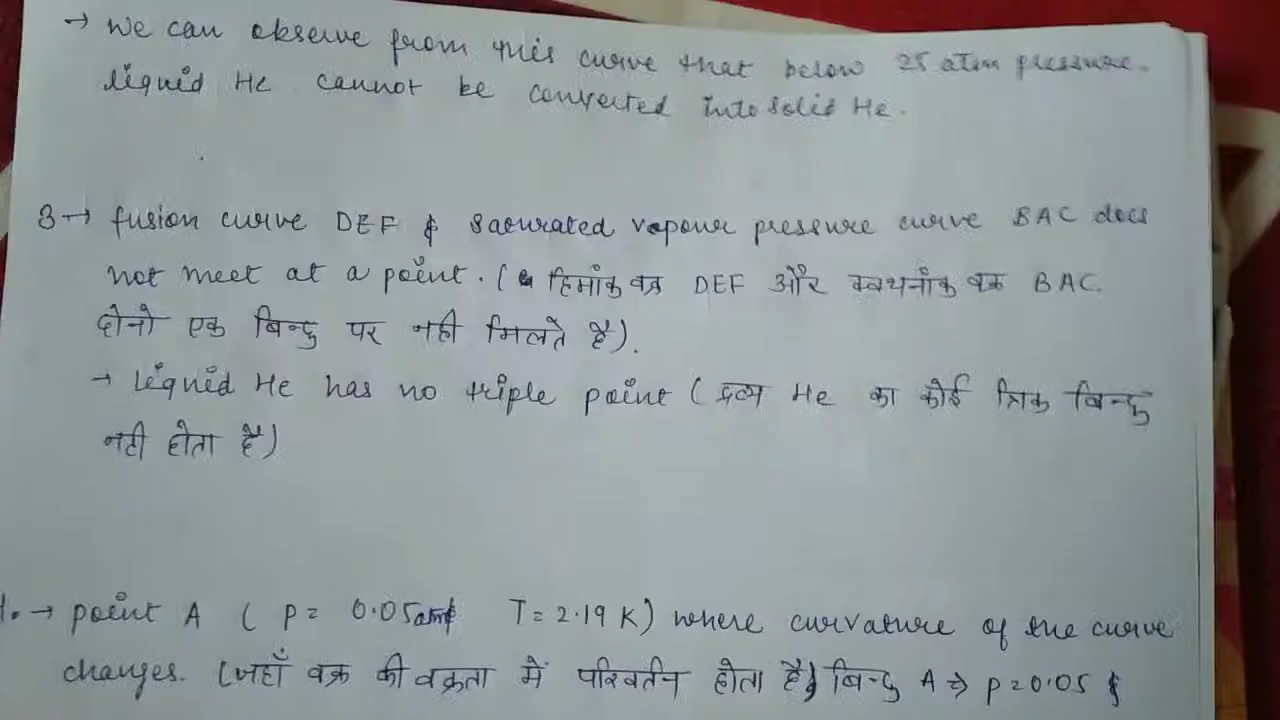 → We can observe from this curve that below 25 atm pressure.
liquid He cannot be converted into solid He.
3→ fusion curve DEF & saturated vapour pressure curve BAC does
not meet at a point. ( हिमांक वक्र DEF और क्वथनांक वक्र BAC.
दोनो एक बिन्दु पर नही मिलते है).
→ Liquid He has no triple point ( द्रव्य He का कोई त्रिक बिन्दु
नही होता है)
→ point A ( P = 0.05 atm T = 2.19 K) where curvature of the curve
changes. (जहाँ वक्र की वक्रता में परिवर्तन होता है) बिन्दु A ⇒ P = 0.05